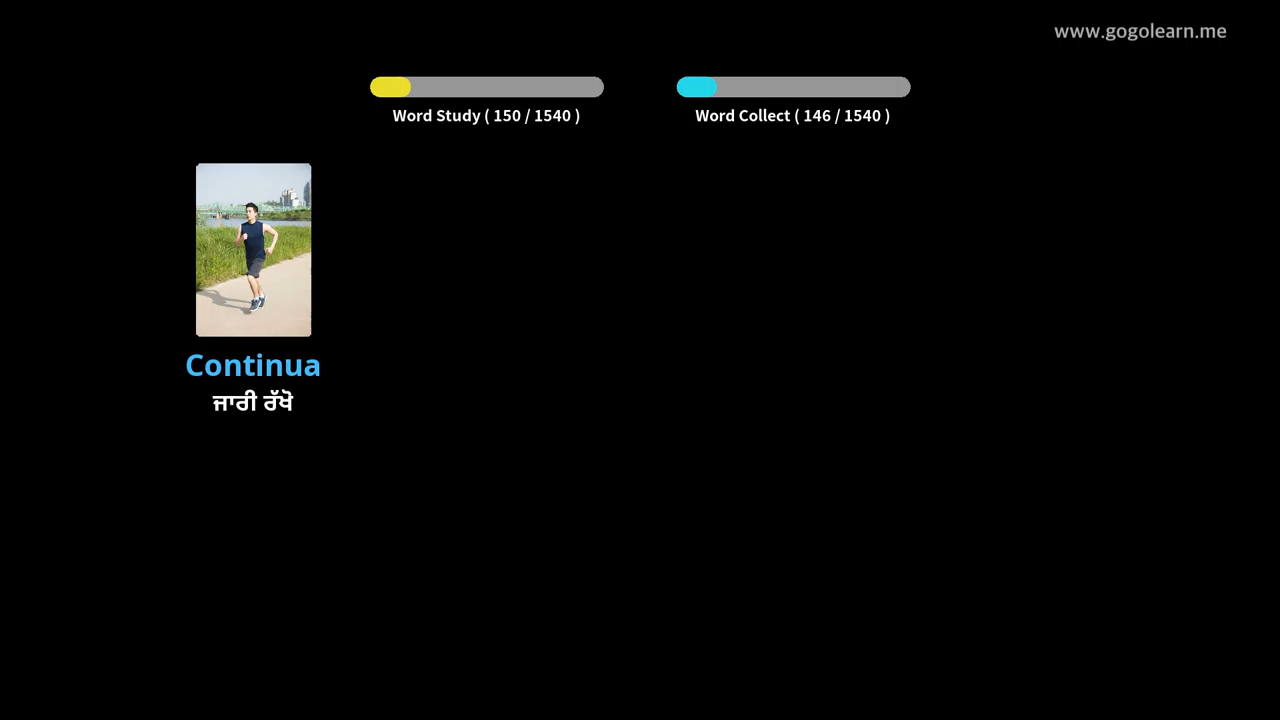 www.gogolearn.me
Word Study ( 150 / 1540 )
Word Collect ( 146 / 1540 )
Continua
ਜਾਰੀ ਰੱਖੋ